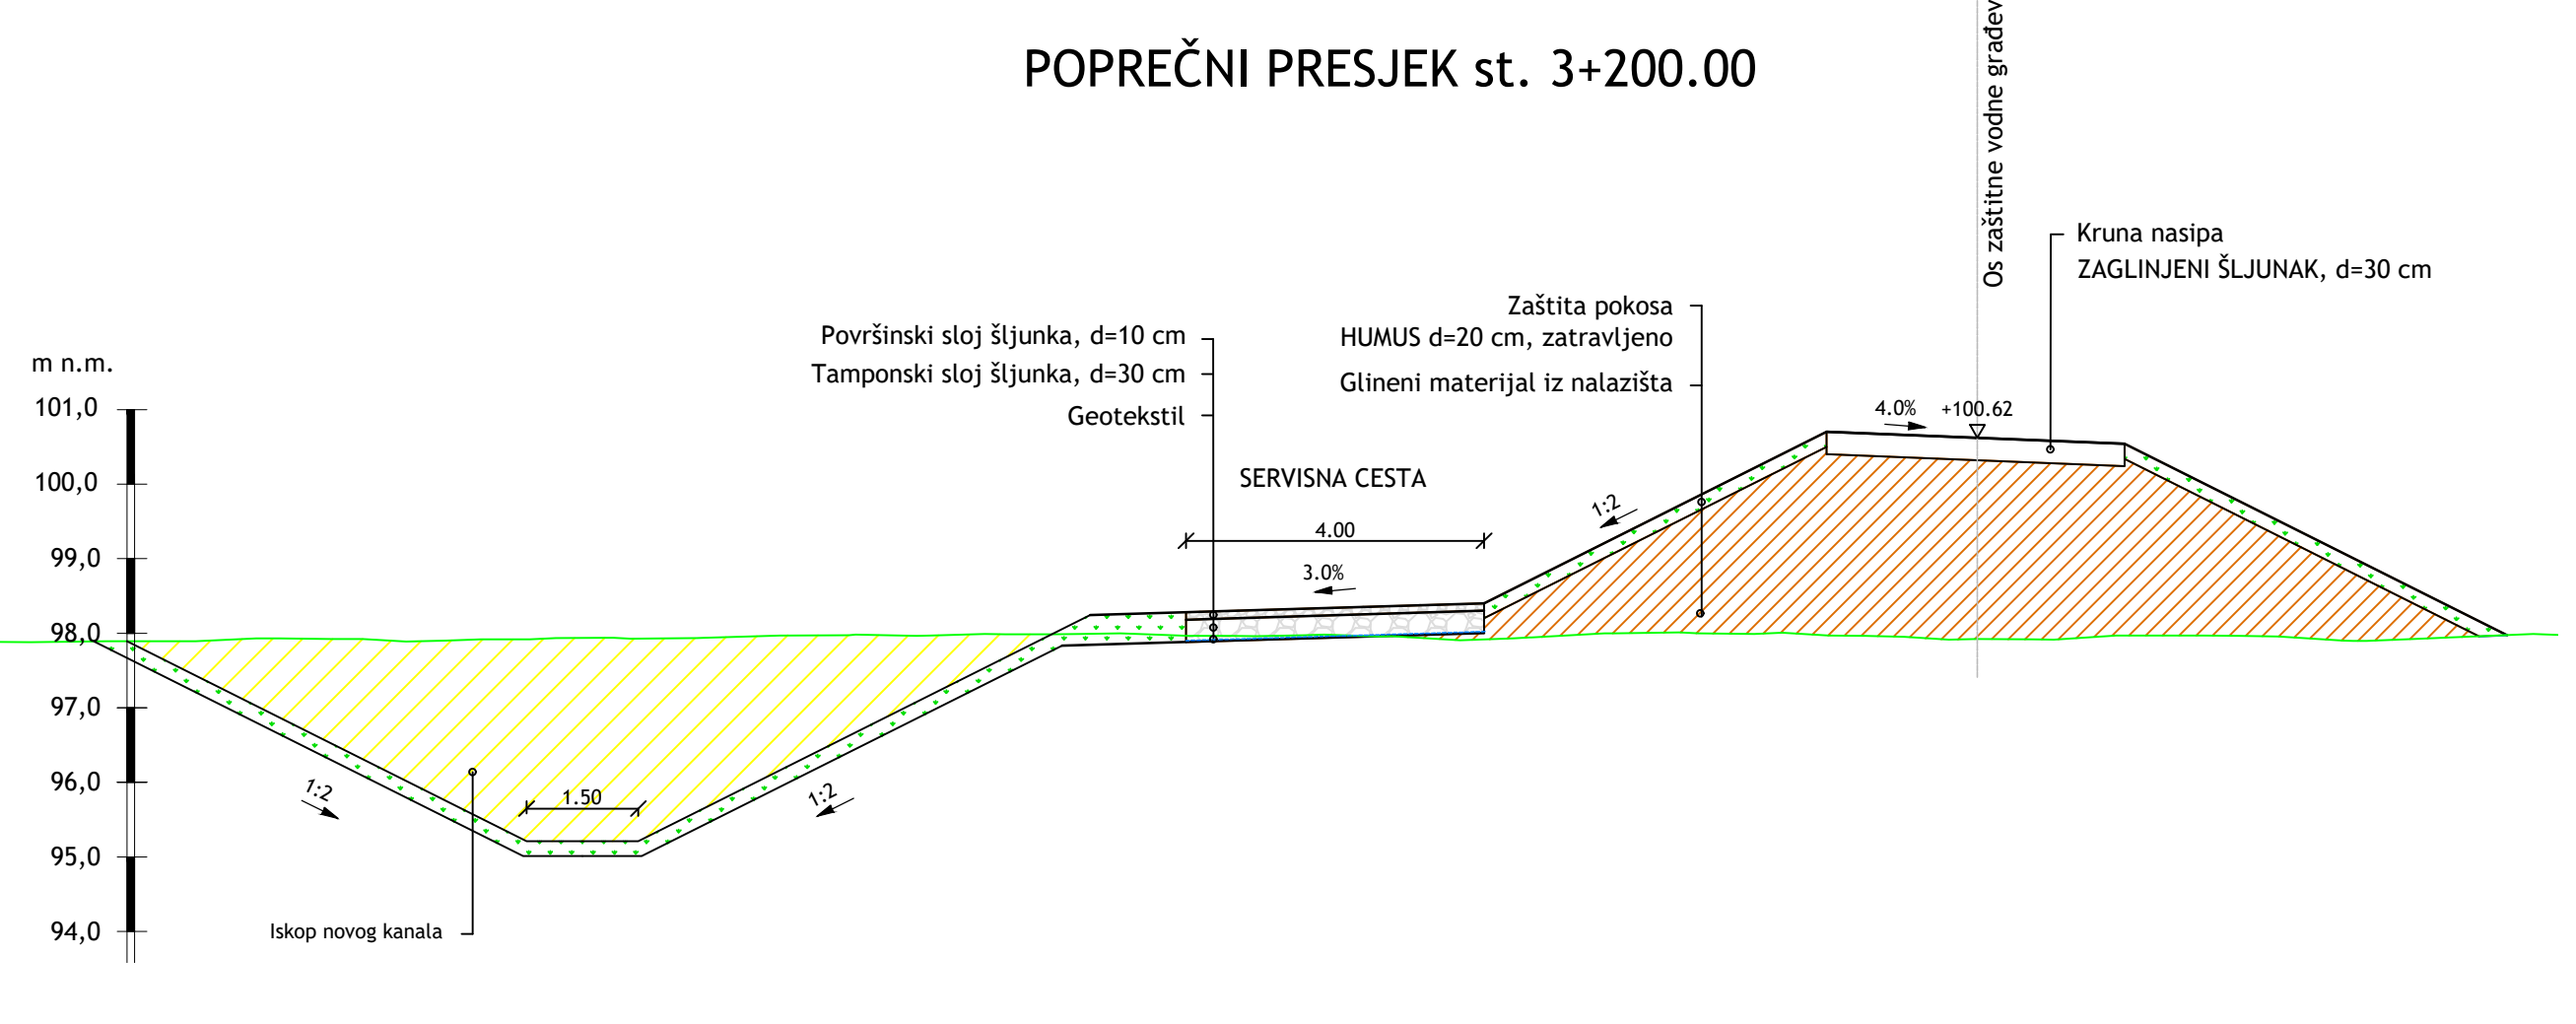 POPREČNI PRESJEK st. 3+200.00
Os zaštitne vodne građev
Kruna nasipa
ZAGLINJENI ŠLJUNAK, d=30 cm
Zaštita pokosa
HUMUS d=20 cm, zatravljeno
Glineni materijal iz nalazišta
Površinski sloj šljunka, d=10 cm
Tamponski sloj šljunka, d=30 cm
Geotekstil
m n.m.
101,0
100,0
99,0
98,0
97,0
96,0
95,0
94,0
4.0%
+100.62
SERVISNA CESTA
1:2
4.00
3.0%
1:2
1.50
1:2
Iskop novog kanala